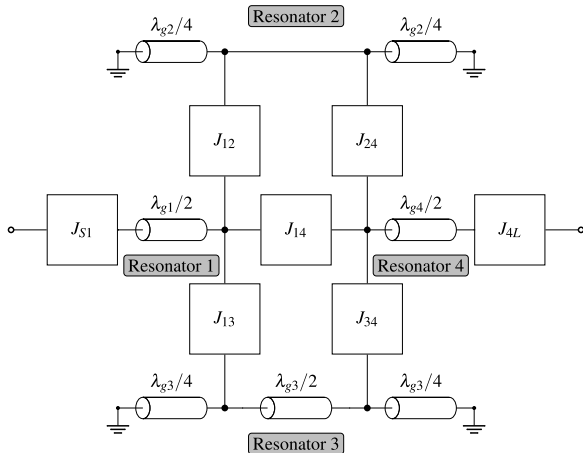 λg2/4
Resonator 2
λg2/4
J12
J24
JS1
λg1/2
J14
λg4/2
J4L
Resonator 1
Resonator 4
J13
J34
λg3/4
λg3/2
λg3/4
Resonator 3